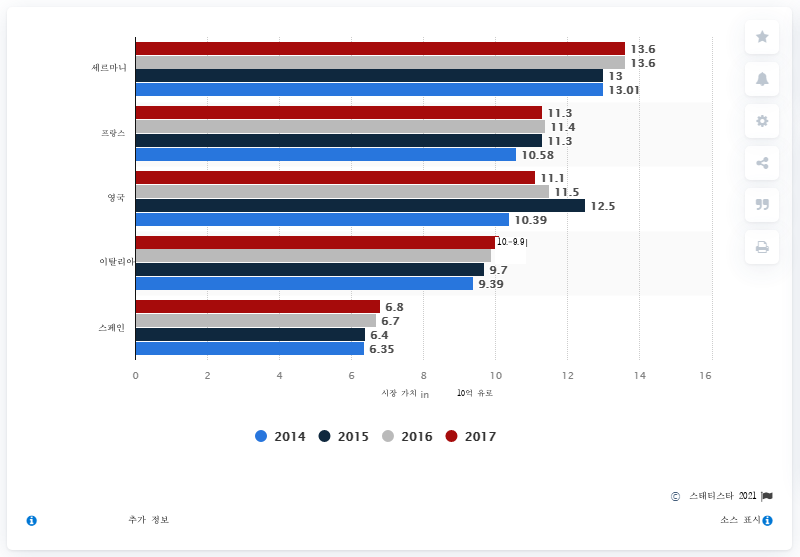 13.6
세르마니
13.6
13
13.01
11.3
프랑스
11.4
11.3
10.58
11.1
영국
11.5
12.5
10.39
10.-9.9
이탈리아
9.7
9.39
6.8
스페인
6.7
6.4
6.35
0 2 4 6 8 10 12 14 16
시장 가치 in 10억 유로
2014 2015 2016 2017
© 스태티스타 2021
추가 정보 소스 표시